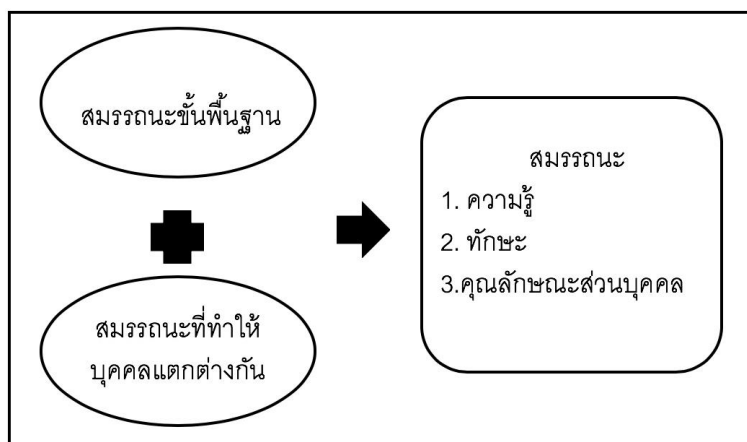 สมรรถนะขั้นพื้นฐาน
สมรรถนะที่ทำให้
บุคคลแตกต่างกัน
สมรรถนะ
1. ความรู้
2. ทักษะ
3.คุณลักษณะส่วนบุคคล